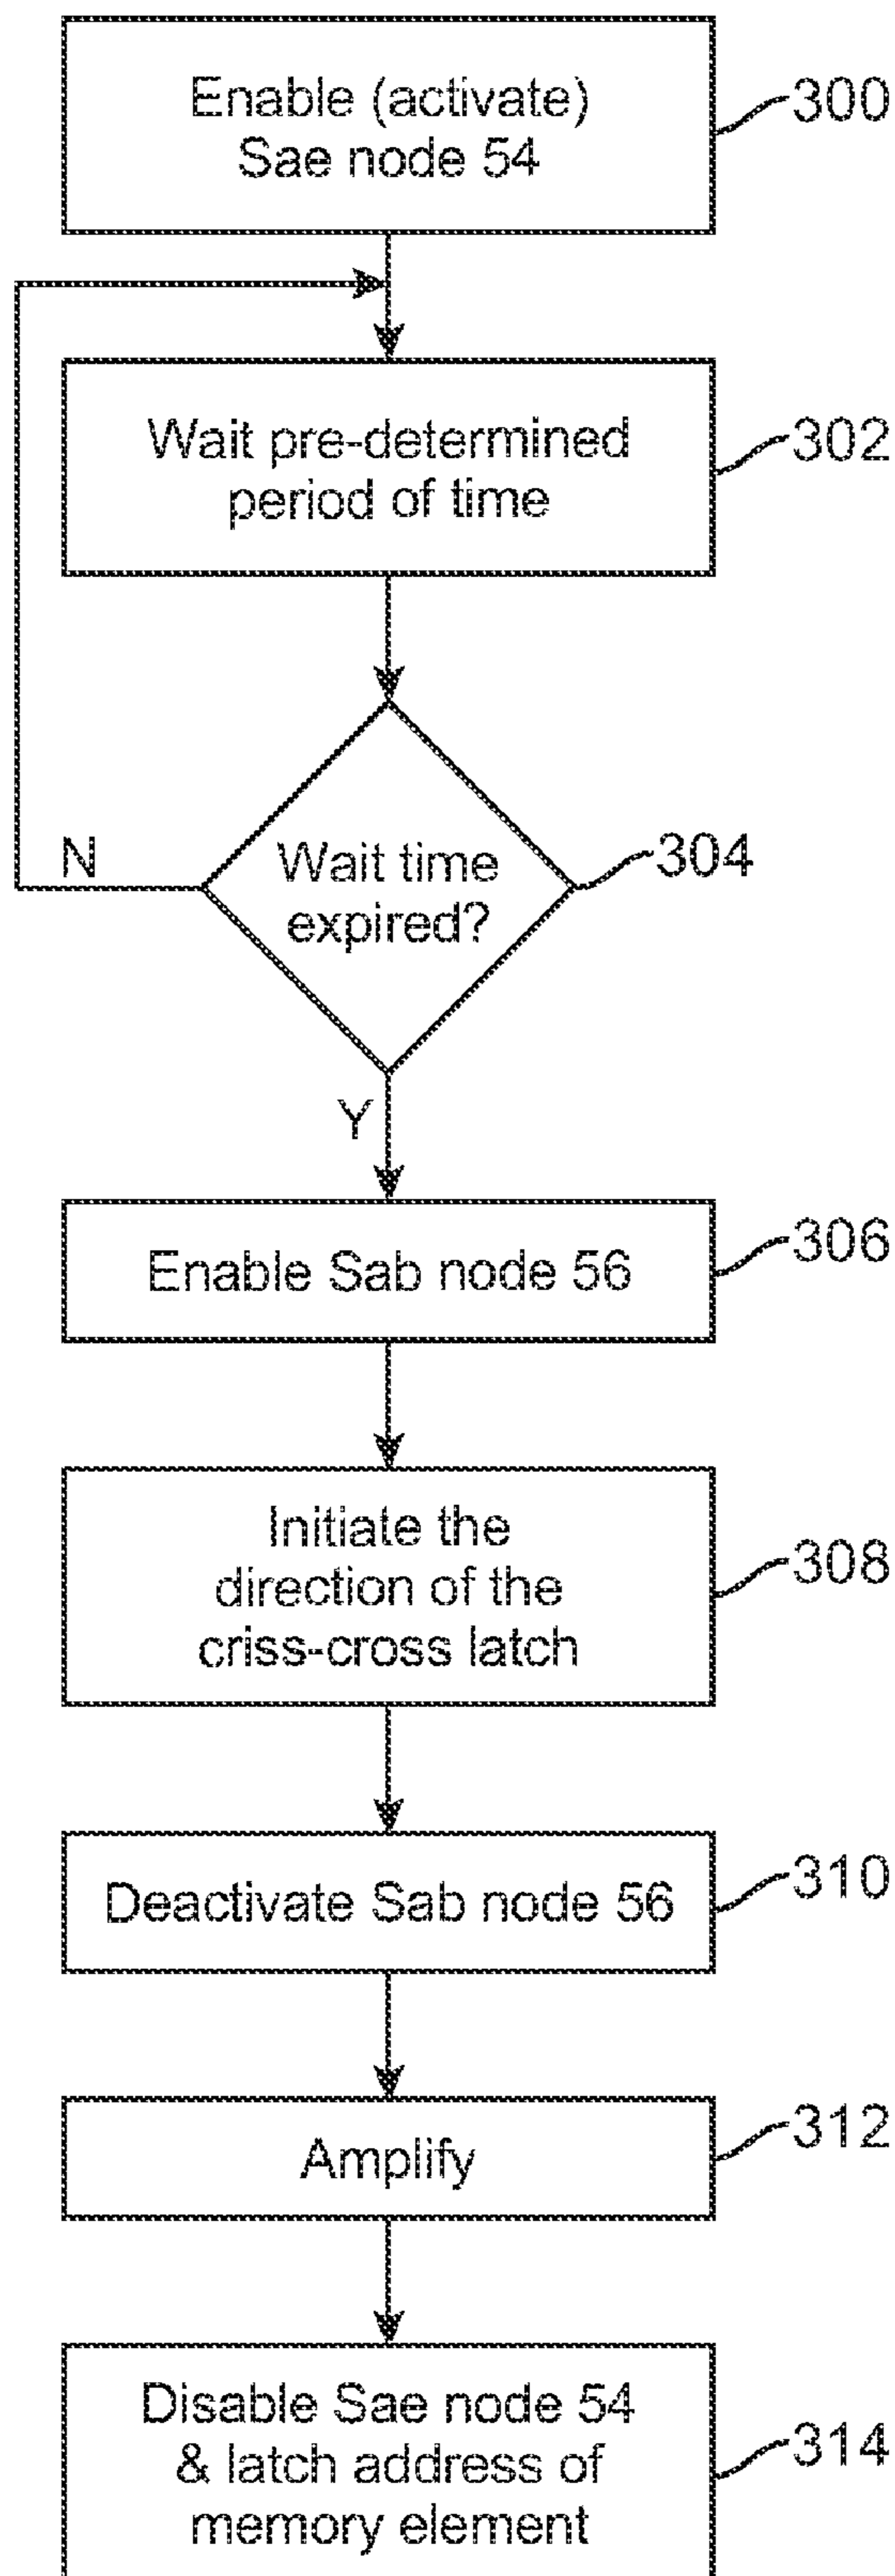 Enable (activate)
Sae node 54
300
Wait pre-determined
period of time
302
Wait time
expired?
304
N
Y
Enable Sab node 56
306
Initiate the
direction of the
criss-cross latch
308
Deactivate Sab node 56
310
Amplify
312
Disable Sae node 54
& latch address of
memory element
314